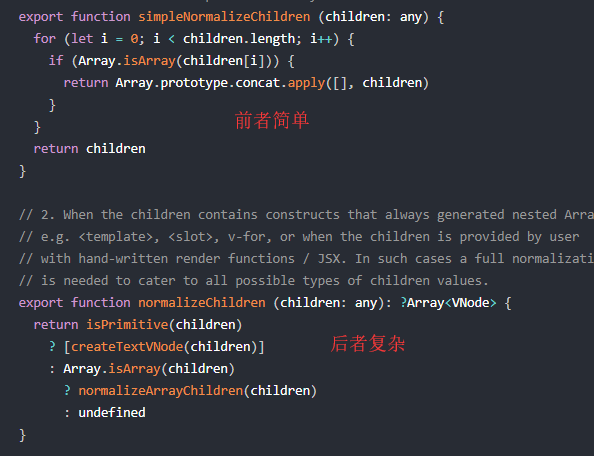 export function simpleNormalizeChildren (children: any) {
for (let i = 0; i < children.length; i++) {
if (Array.isArray(children[i])) {
return Array.prototype.concat.apply([], children)
}
前者简单
}
return children
}
// 2. When the children contains constructs that always generated nested Arra
// e.g. <template>, <slot>, v-for, or when the children is provided by user
// with hand-written render functions / JSX. In such cases a full normalizati
// is needed to cater to all possible types of children values.
export function normalizeChildren (children: any): ?Array<VNode> {
return isPrimitive(children)
后者复杂
? [createTextVNode(children)]
: Array.isArray(children)
? normalizeArrayChildren(children)
: undefined
}